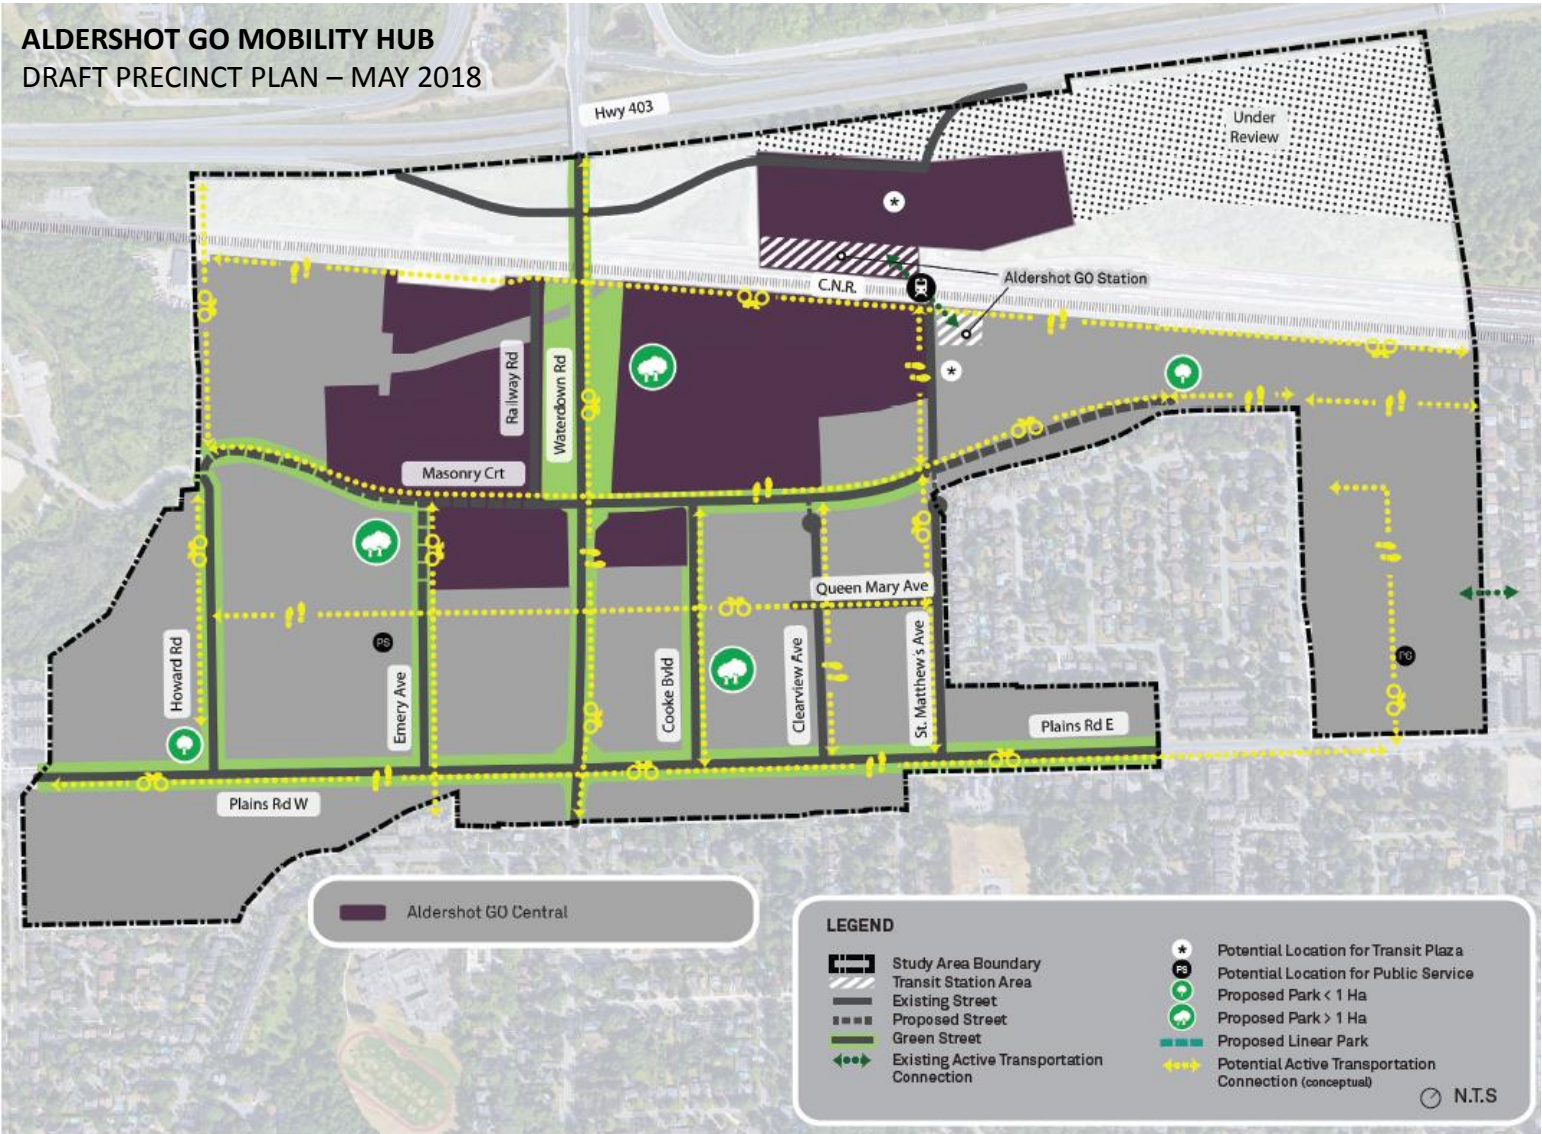 ALDERSHOT GO MOBILITY HUB
DRAFT PRECINCT PLAN – MAY 2018
Hwy 403
Under
Review
*
Aldershot GO Station
C.N.R.
Railway Rd
Waterdown Rd
*
Masonry Crt
Queen Mary Ave
PS
Howard Rd
Emery Ave
Cooke Bvld
Clearview Ave
St. Matthew's Ave
PS
Plains Rd E
Plains Rd W
Aldershot GO Central
LEGEND
Study Area Boundary
Transit Station Area
Existing Street
Proposed Street
Green Street
Existing Active Transportation
Connection
* Potential Location for Transit Plaza
PS Potential Location for Public Service
Proposed Park < 1 Ha
Proposed Park > 1 Ha
Proposed Linear Park
Potential Active Transportation
Connection (conceptual)
N.T.S